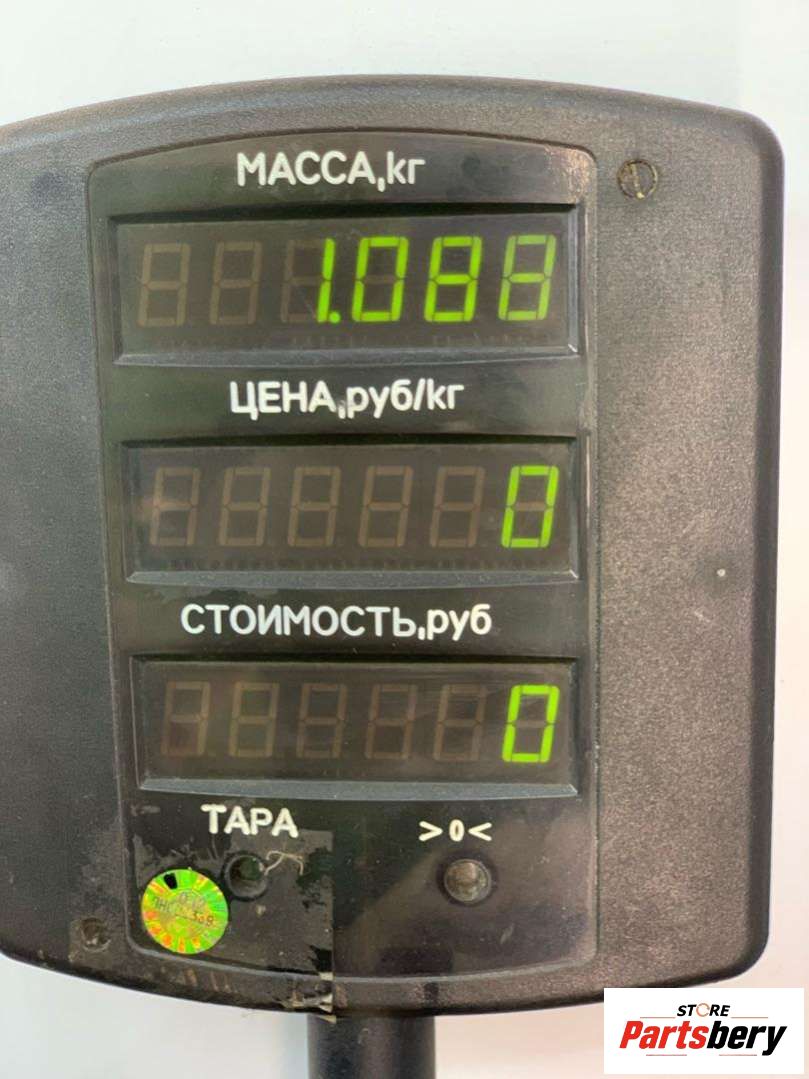 МАССА,кг
1.088
ЦЕНА,руб/кг
0
СТОИМОСТЬ,руб
0
ТАРА >0<
STORE
Partsbery